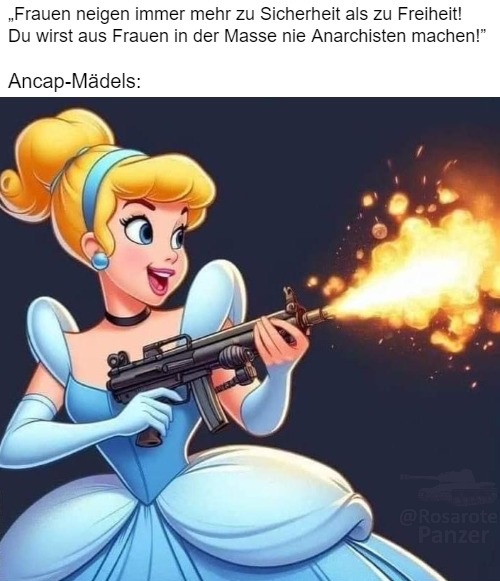 „Frauen neigen immer mehr zu Sicherheit als zu Freiheit!
Du wirst aus Frauen in der Masse nie Anarchisten machen!”
Ancap-Mädels:
@Rosarote
Panzer